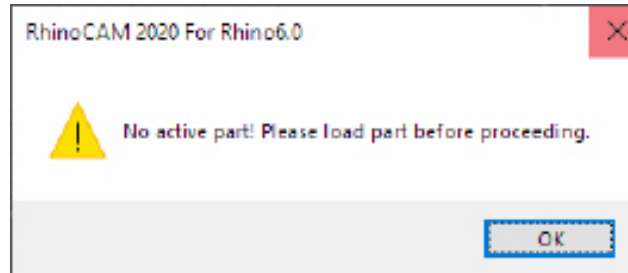 RhinoCAM 2020 For Rhino6.0
No active part! Please load part before proceeding.
OK